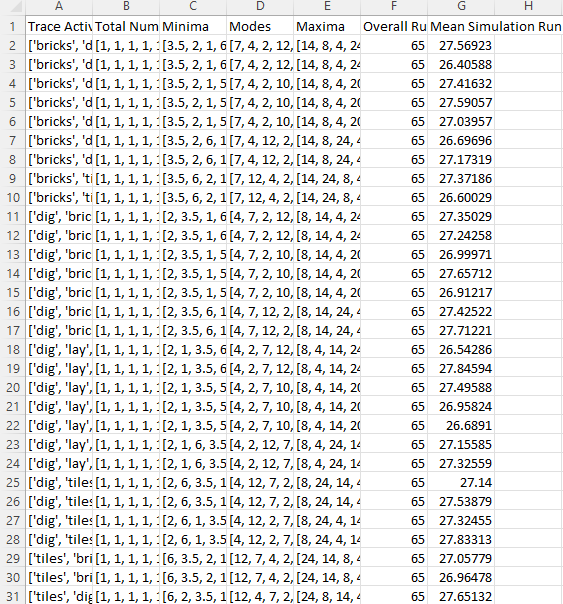 A B C D E F G H
1 Trace Activ Total Num Minima Modes Maxima Overall Ru Mean Simulation Run
2 ['bricks', 'd [1, 1, 1, 1, 1 [3.5, 2, 1, 6 [7, 4, 2, 12, [14, 8, 4, 24 65 27.56923
3 ['bricks', 'd [1, 1, 1, 1, 1 [3.5, 2, 1, 6 [7, 4, 2, 12, [14, 8, 4, 24 65 26.40588
4 ['bricks', 'd [1, 1, 1, 1, 1 [3.5, 2, 1, 5 [7, 4, 2, 10, [14, 8, 4, 20 65 27.41632
5 ['bricks', 'd [1, 1, 1, 1, 1 [3.5, 2, 1, 5 [7, 4, 2, 10, [14, 8, 4, 20 65 27.59057
6 ['bricks', 'd [1, 1, 1, 1, 1 [3.5, 2, 1, 5 [7, 4, 2, 10, [14, 8, 4, 20 65 27.03957
7 ['bricks', 'd [1, 1, 1, 1, 1 [3.5, 2, 6, 1 [7, 4, 12, 2, [14, 8, 24, 4 65 26.69696
8 ['bricks', 'd [1, 1, 1, 1, 1 [3.5, 2, 6, 1 [7, 4, 12, 2, [14, 8, 24, 4 65 27.17319
9 ['bricks', 'ti [1, 1, 1, 1, 1 [3.5, 6, 2, 1 [7, 12, 4, 2, [14, 24, 8, 4 65 27.37186
10 ['bricks', 'ti [1, 1, 1, 1, 1 [3.5, 6, 2, 1 [7, 12, 4, 2, [14, 24, 8, 4 65 26.60029
11 ['dig', 'bric [1, 1, 1, 1, 1 [2, 3.5, 1, 6 [4, 7, 2, 12, [8, 14, 4, 24 65 27.35029
12 ['dig', 'bric [1, 1, 1, 1, 1 [2, 3.5, 1, 6 [4, 7, 2, 12, [8, 14, 4, 24 65 27.24258
13 ['dig', 'bric [1, 1, 1, 1, 1 [2, 3.5, 1, 5 [4, 7, 2, 10, [8, 14, 4, 20 65 26.99971
14 ['dig', 'bric [1, 1, 1, 1, 1 [2, 3.5, 1, 5 [4, 7, 2, 10, [8, 14, 4, 20 65 27.65712
15 ['dig', 'bric [1, 1, 1, 1, 1 [2, 3.5, 1, 5 [4, 7, 2, 10, [8, 14, 4, 20 65 26.91217
16 ['dig', 'bric [1, 1, 1, 1, 1 [2, 3.5, 6, 1 [4, 7, 12, 2, [8, 14, 24, 4 65 27.42522
17 ['dig', 'bric [1, 1, 1, 1, 1 [2, 3.5, 6, 1 [4, 7, 12, 2, [8, 14, 24, 4 65 27.71221
18 ['dig', 'lay', [1, 1, 1, 1, 1 [2, 1, 3.5, 6 [4, 2, 7, 12, [8, 4, 14, 24 65 26.54286
19 ['dig', 'lay', [1, 1, 1, 1, 1 [2, 1, 3.5, 6 [4, 2, 7, 12, [8, 4, 14, 24 65 27.84594
20 ['dig', 'lay', [1, 1, 1, 1, 1 [2, 1, 3.5, 5 [4, 2, 7, 10, [8, 4, 14, 20 65 27.49588
21 ['dig', 'lay', [1, 1, 1, 1, 1 [2, 1, 3.5, 5 [4, 2, 7, 10, [8, 4, 14, 20 65 26.95824
22 ['dig', 'lay', [1, 1, 1, 1, 1 [2, 1, 3.5, 5 [4, 2, 7, 10, [8, 4, 14, 20 65 26.6891
23 ['dig', 'lay', [1, 1, 1, 1, 1 [2, 1, 6, 3.5 [4, 2, 12, 7, [8, 4, 24, 14 65 27.15585
24 ['dig', 'lay', [1, 1, 1, 1, 1 [2, 1, 6, 3.5 [4, 2, 12, 7, [8, 4, 24, 14 65 27.32559
25 ['dig', 'tiles [1, 1, 1, 1, 1 [2, 6, 3.5, 1 [4, 12, 7, 2, [8, 24, 14, 4 65 27.14
26 ['dig', 'tiles [1, 1, 1, 1, 1 [2, 6, 3.5, 1 [4, 12, 7, 2, [8, 24, 14, 4 65 27.53879
27 ['dig', 'tiles [1, 1, 1, 1, 1 [2, 6, 1, 3.5 [4, 12, 2, 7, [8, 24, 4, 14 65 27.32455
28 ['dig', 'tiles [1, 1, 1, 1, 1 [2, 6, 1, 3.5 [4, 12, 2, 7, [8, 24, 4, 14 65 27.83313
29 ['tiles', 'bri [1, 1, 1, 1, 1 [6, 3.5, 2, 1 [12, 7, 4, 2, [24, 14, 8, 4 65 27.05779
30 ['tiles', 'bri [1, 1, 1, 1, 1 [6, 3.5, 2, 1 [12, 7, 4, 2, [24, 14, 8, 4 65 26.96478
31 ['tiles', 'dig [1, 1, 1, 1, 1 [6, 2, 3.5, 1 [12, 4, 7, 2, [24, 8, 14, 4 65 27.65132